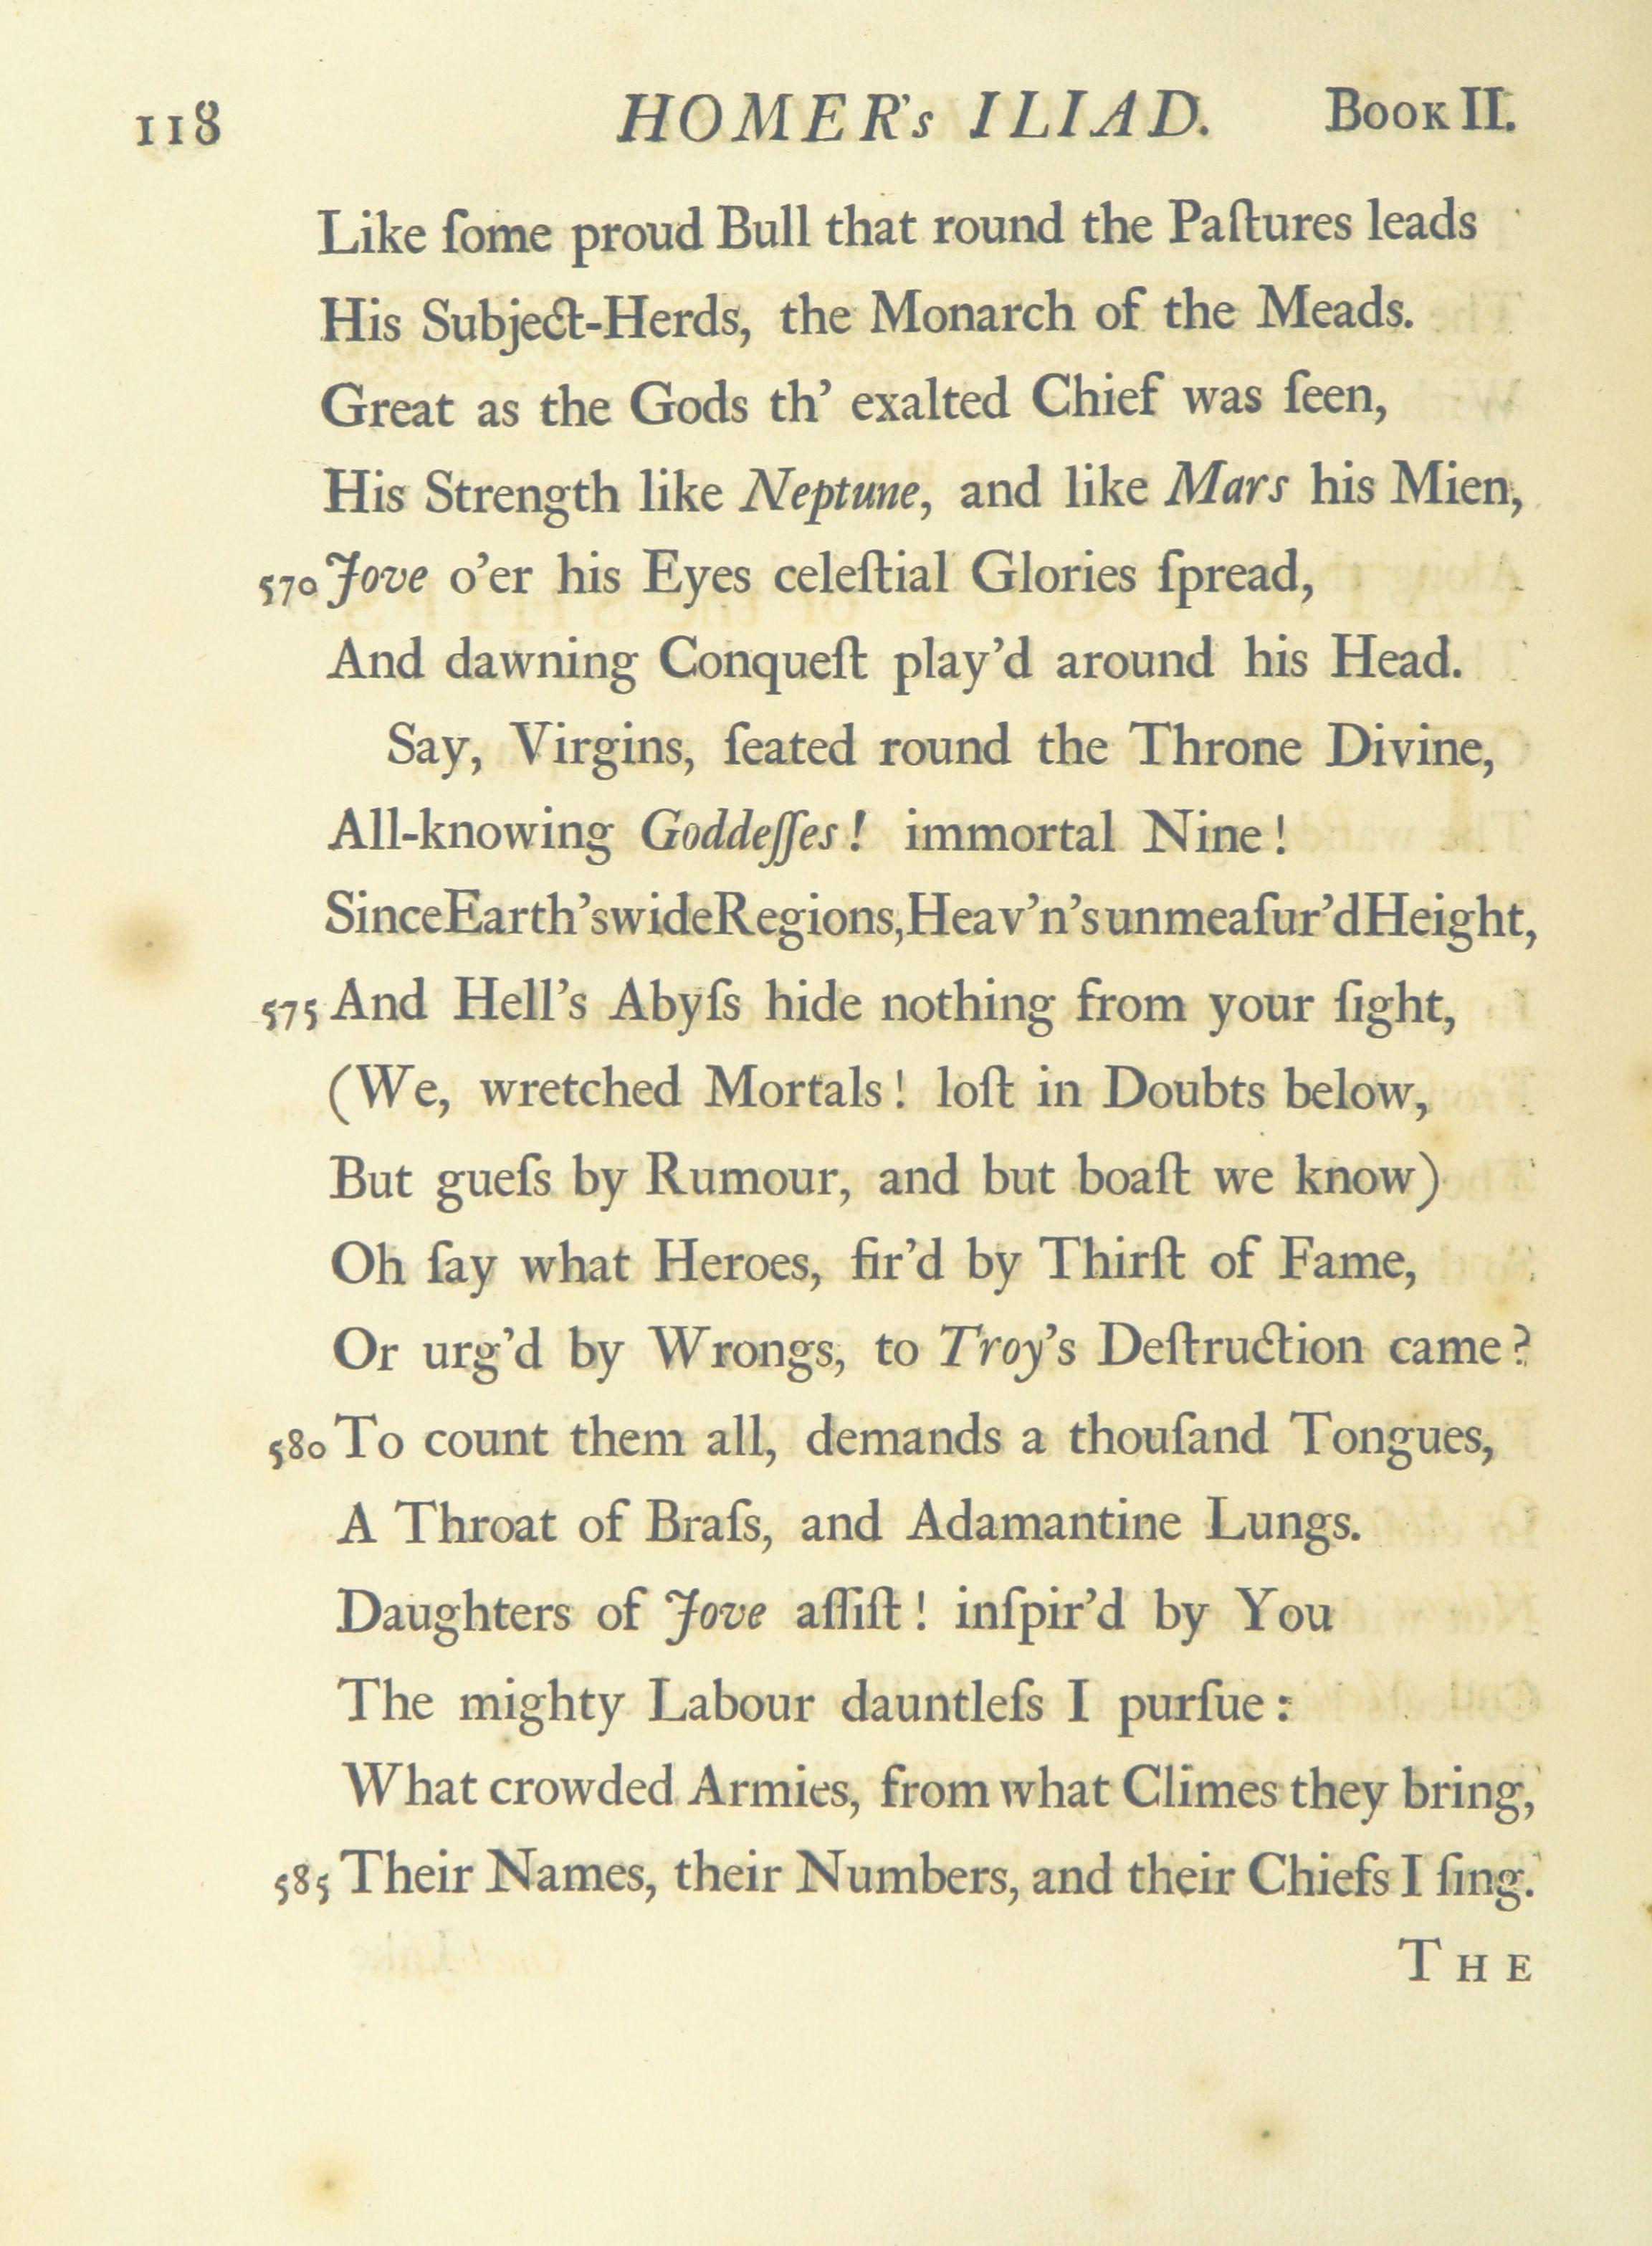 118 HOMER's ILIAD. BOOK II.
Like ſome proud Bull that round the Paſtures leads
His Subject-Herds, the Monarch of the Meads.
Great as the Gods th' exalted Chief was ſeen,
His Strength like Neptune, and like Mars his Mien,
570 Jove o'er his Eyes celeſtial Glories ſpread,
And dawning Conqueſt play'd around his Head.
Say, Virgins, ſeated round the Throne Divine,
All-knowing Goddeſſes! immortal Nine!
Since Earth's wide Regions, Heav'n's unmeaſur'd Height,
575 And Hell's Abyſs hide nothing from your ſight,
(We, wretched Mortals! loſt in Doubts below,
But gueſs by Rumour, and but boaſt we know)
Oh ſay what Heroes, fir'd by Thirſt of Fame,
Or urg'd by Wrongs, to Troy's Deſtruction came?
580 To count them all, demands a thouſand Tongues,
A Throat of Braſs, and Adamantine Lungs.
Daughters of Jove aſſiſt! inſpir'd by You
The mighty Labour dauntleſs I purſue:
What crowded Armies, from what Climes they bring,
585 Their Names, their Numbers, and their Chiefs I ſing.
THE